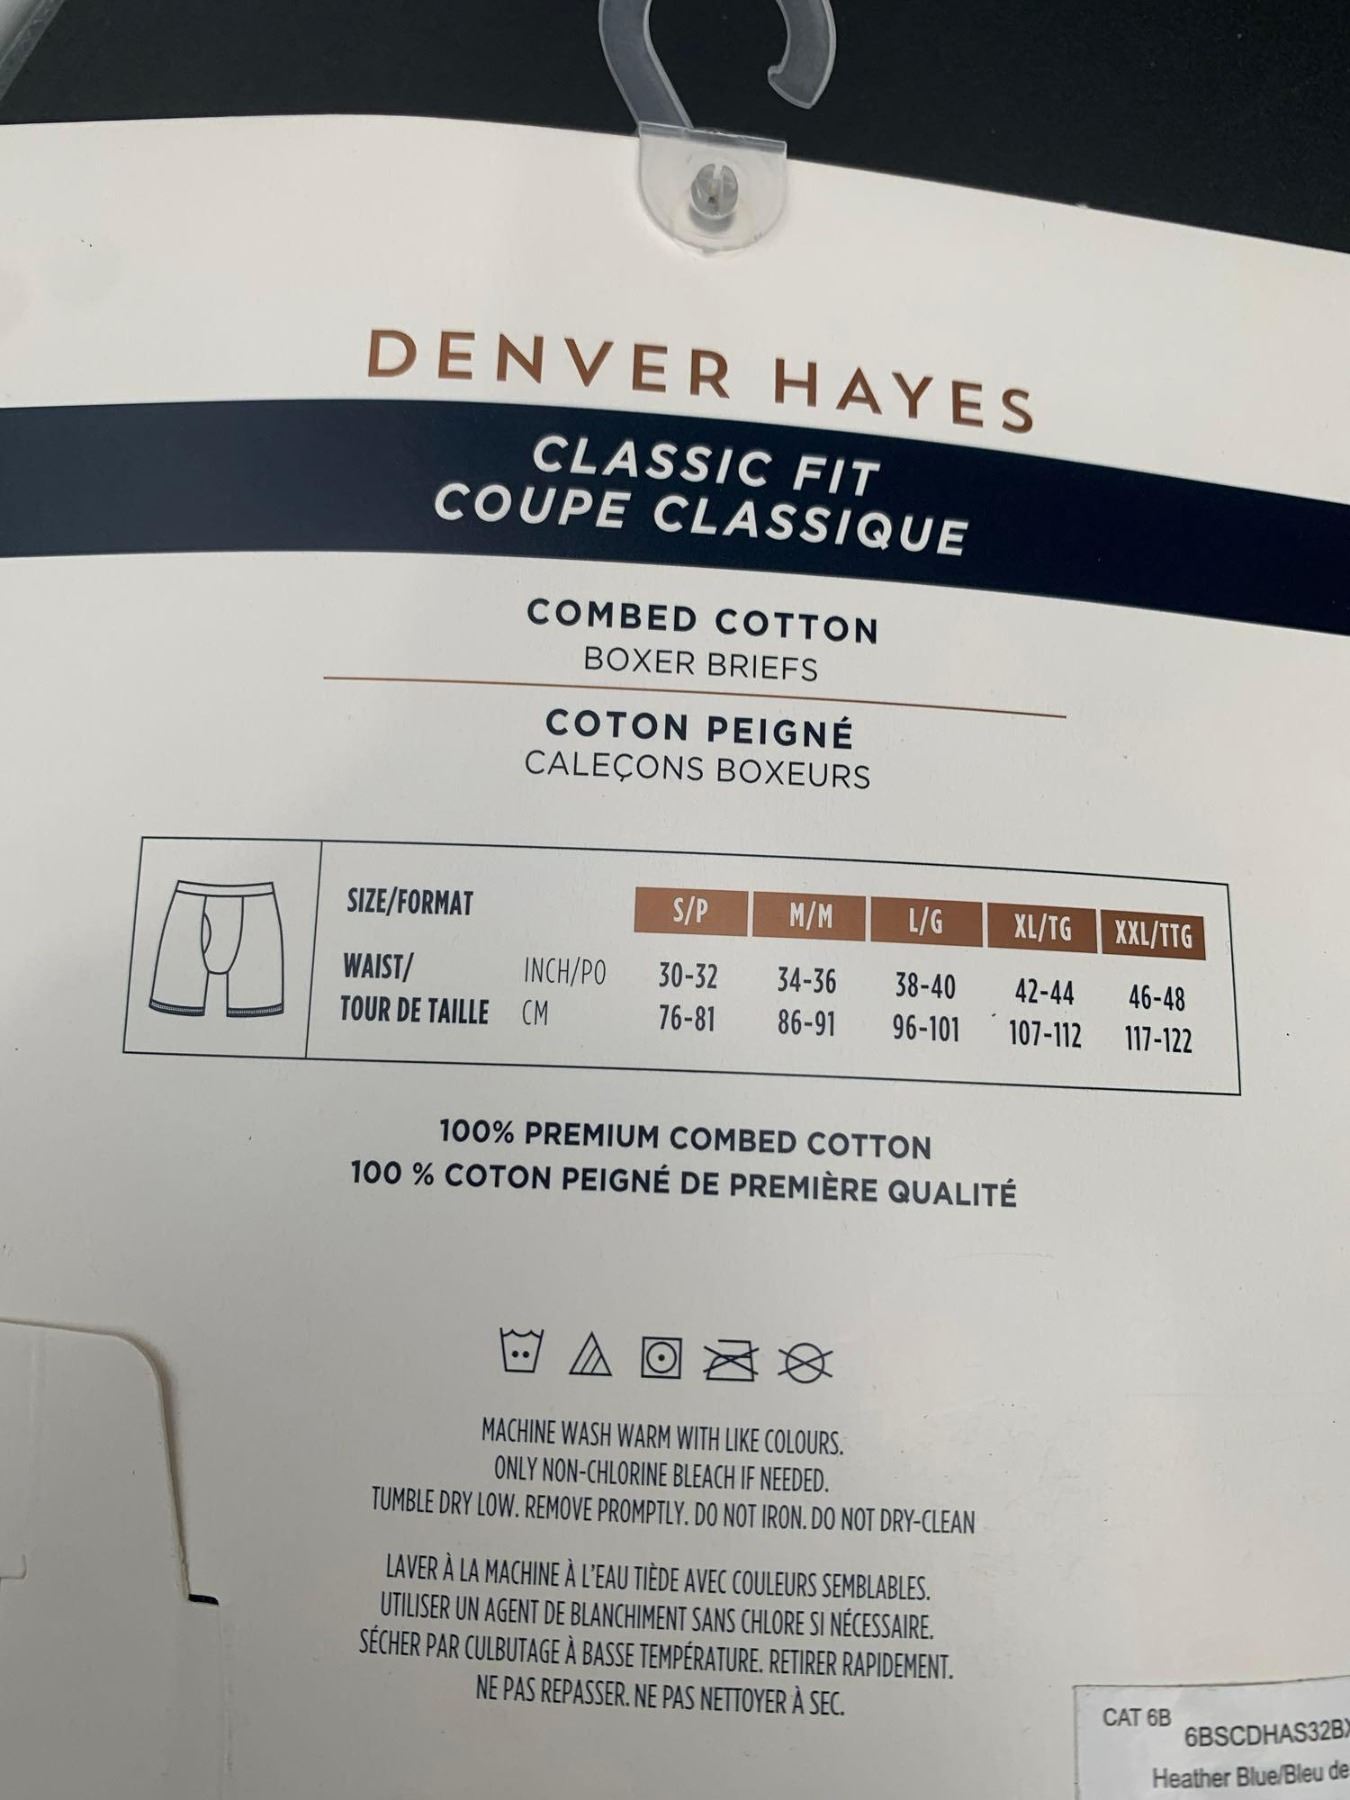 DENVER HAYES
CLASSIC FIT
COUPE CLASSIQUE
COMBED COTTON
BOXER BRIEFS
COTON PEIGNÉ
CALEÇONS BOXEURS
SIZE/FORMAT S/P M/M L/G XL/TG XXL/TTG
WAIST/ INCH/PO 30-32 34-36 38-40 42-44 46-48
TOUR DE TAILLE CM 76-81 86-91 96-101 107-112 117-122
100% PREMIUM COMBED COTTON
100 % COTON PEIGNÉ DE PREMIÈRE QUALITÉ
MACHINE WASH WARM WITH LIKE COLOURS.
ONLY NON-CHLORINE BLEACH IF NEEDED.
TUMBLE DRY LOW. REMOVE PROMPTLY. DO NOT IRON. DO NOT DRY-CLEAN
LAVER À LA MACHINE À L'EAU TIÈDE AVEC COULEURS SEMBLABLES.
UTILISER UN AGENT DE BLANCHIMENT SANS CHLORE SI NÉCESSAIRE.
SÉCHER PAR CULBUTAGE À BASSE TEMPÉRATURE. RETIRER RAPIDEMENT.
NE PAS REPASSER. NE PAS NETTOYER À SEC.
CAT 6B
6BSCDHAS32BX
Heather Blue/Bleu de